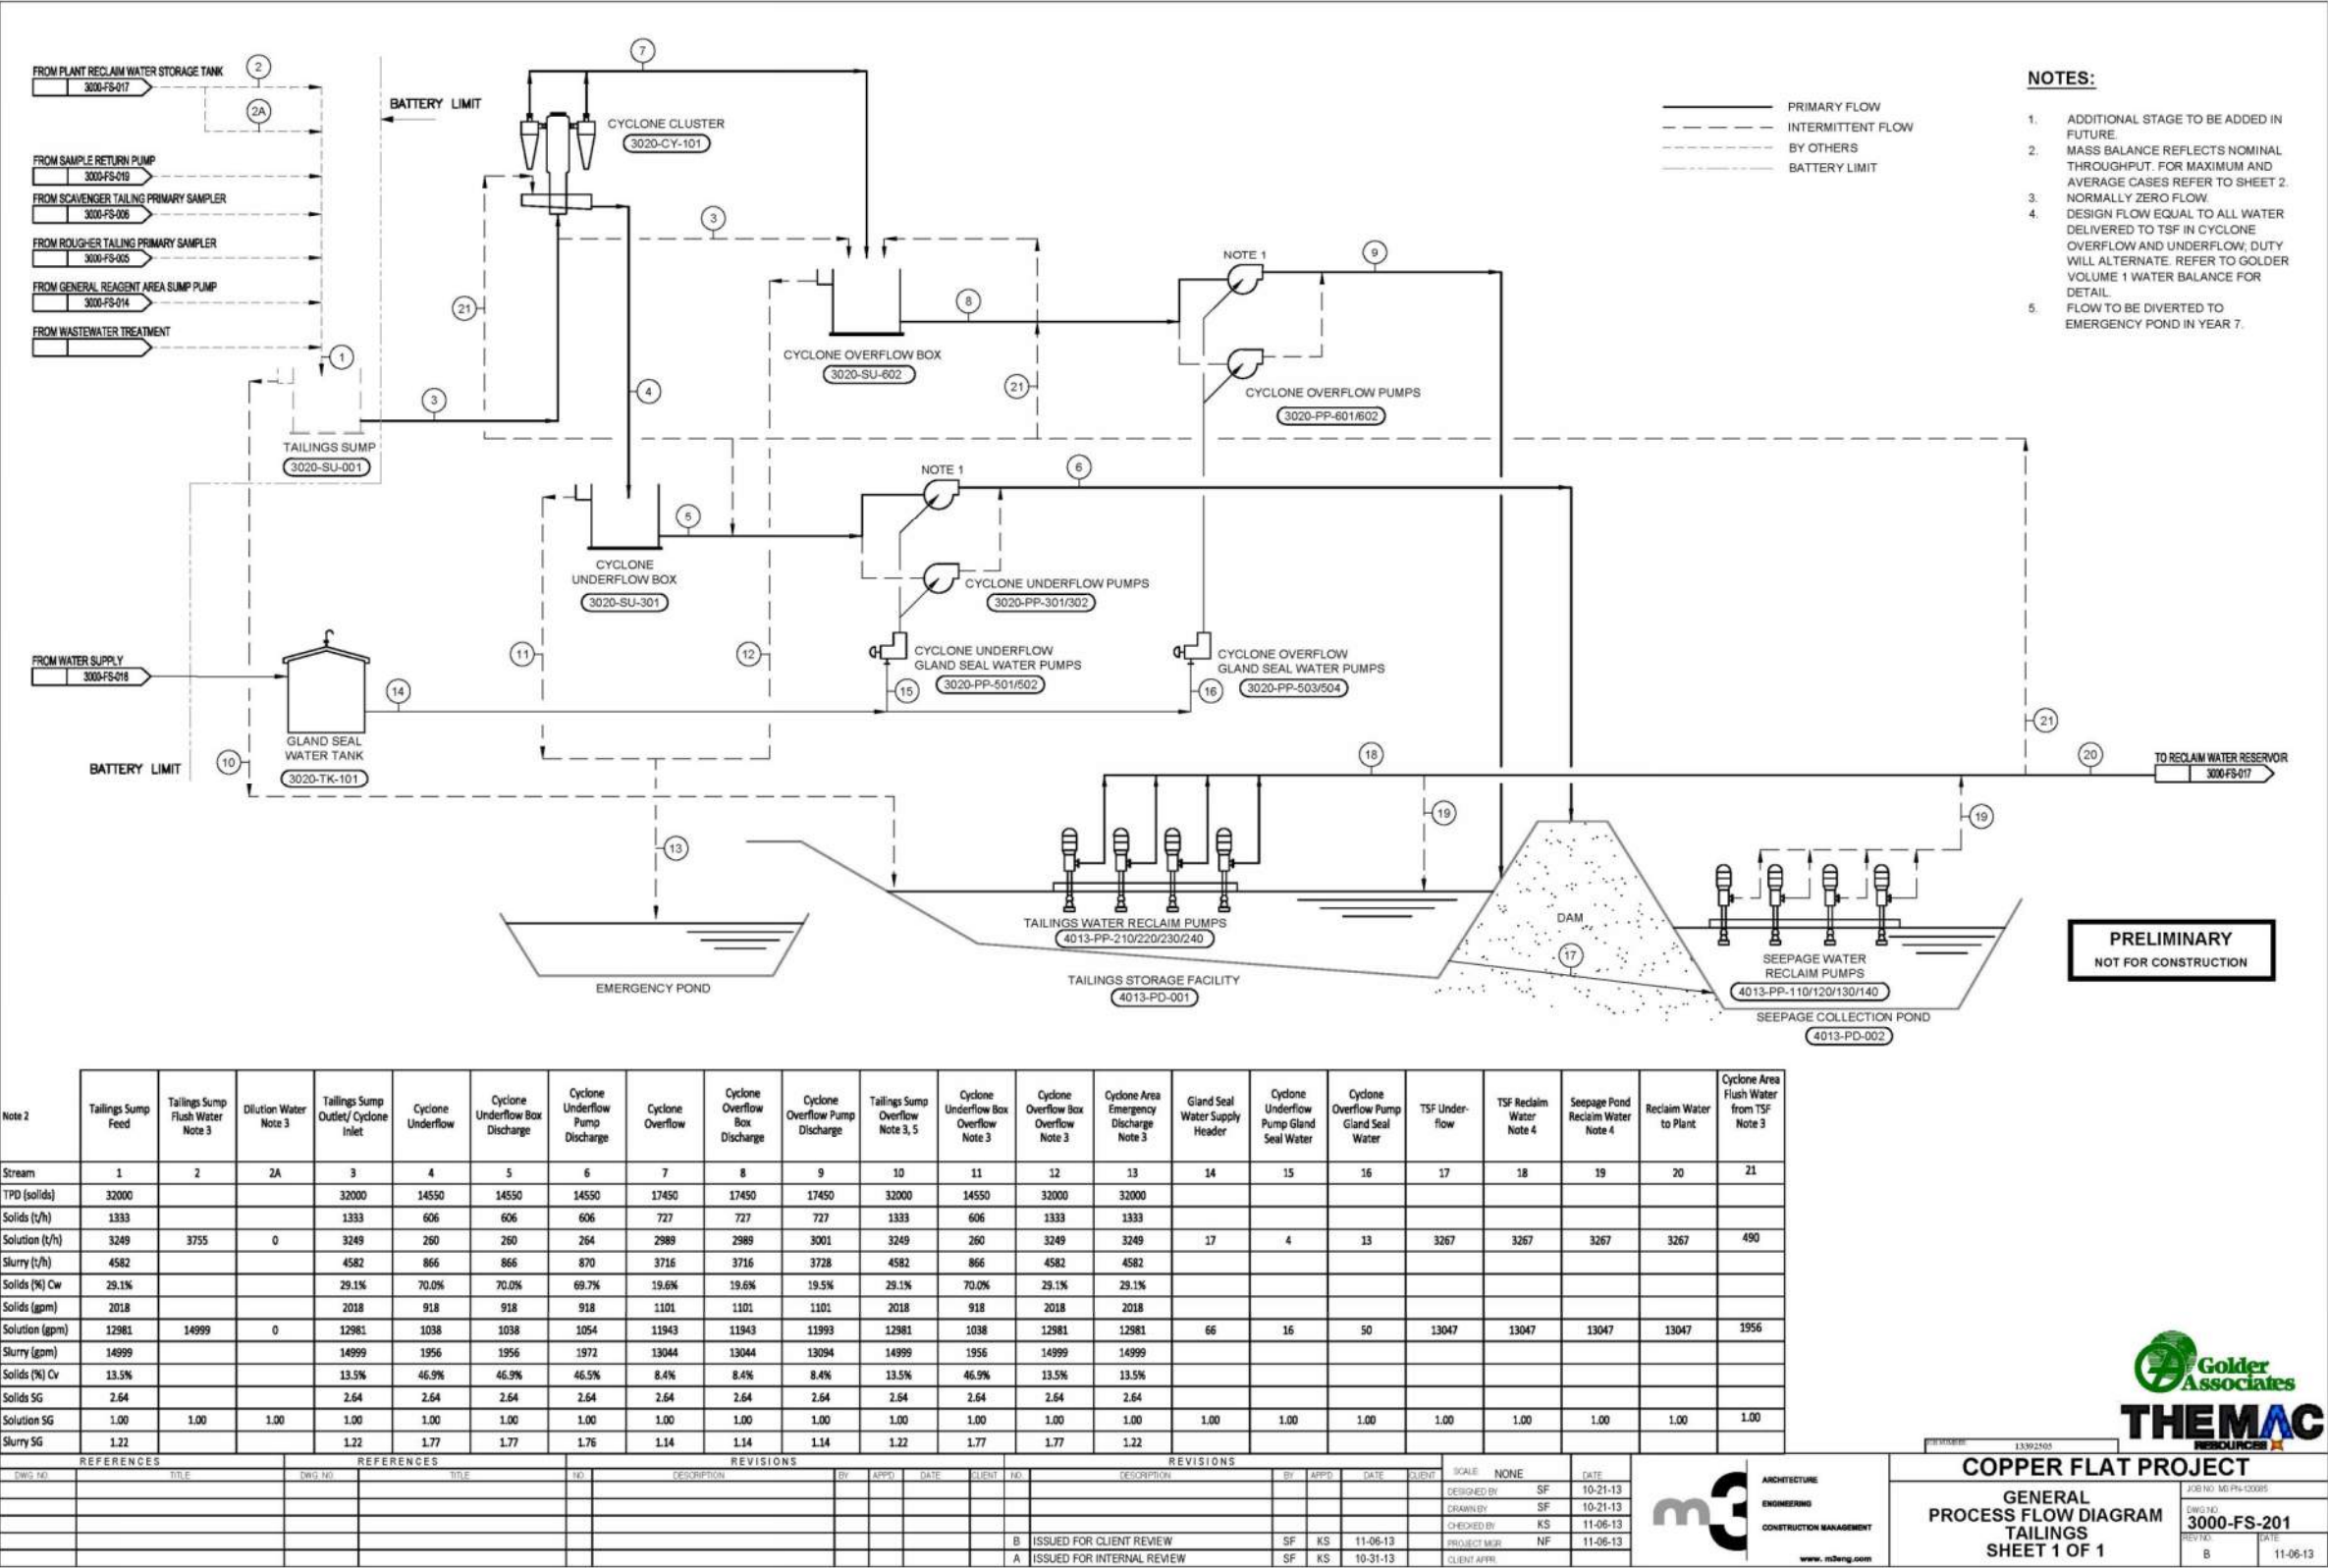 FROM PLANT RECLAIM WATER STORAGE TANK
3000-FS-017
2
2A
FROM SAMPLE RETURN PUMP
3000-FS-019
FROM SCAVENGER TAILING PRIMARY SAMPLER
3000-FS-006
FROM ROUGHER TAILING PRIMARY SAMPLER
3000-FS-005
FROM GENERAL REAGENT AREA SUMP PUMP
3000-FS-014
FROM WASTEWATER TREATMENT
1
BATTERY LIMIT
7
CYCLONE CLUSTER
3020-CY-101
3
21
3
4
TAILINGS SUMP
3020-SU-001
CYCLONE OVERFLOW BOX
3020-SU-602
8
21
NOTE 1
9
CYCLONE OVERFLOW PUMPS
3020-PP-601/602
PRIMARY FLOW
INTERMITTENT FLOW
BY OTHERS
BATTERY LIMIT
NOTES:
1. ADDITIONAL STAGE TO BE ADDED IN
FUTURE.
2. MASS BALANCE REFLECTS NOMINAL
THROUGHPUT. FOR MAXIMUM AND
AVERAGE CASES REFER TO SHEET 2.
3. NORMALLY ZERO FLOW.
4. DESIGN FLOW EQUAL TO ALL WATER
DELIVERED TO TSF IN CYCLONE
OVERFLOW AND UNDERFLOW; DUTY
WILL ALTERNATE. REFER TO GOLDER
VOLUME 1 WATER BALANCE FOR
DETAIL.
5. FLOW TO BE DIVERTED TO
EMERGENCY POND IN YEAR 7.
NOTE 1
6
5
CYCLONE
UNDERFLOW BOX
3020-SU-301
CYCLONE UNDERFLOW PUMPS
3020-PP-301/302
FROM WATER SUPPLY
3000-FS-018
14
11
12
CYCLONE UNDERFLOW
GLAND SEAL WATER PUMPS
3020-PP-501/502
15
CYCLONE OVERFLOW
GLAND SEAL WATER PUMPS
3020-PP-503/504
16
GLAND SEAL
WATER TANK
3020-TK-101
BATTERY LIMIT
10
13
18
21
20
TO RECLAIM WATER RESERVOIR
3000-FS-017
19
19
TAILINGS WATER RECLAIM PUMPS
4013-PP-210/220/230/240
DAM
17
SEEPAGE WATER
RECLAIM PUMPS
4013-PP-110/120/130/140
EMERGENCY POND
TAILINGS STORAGE FACILITY
4013-PD-001
SEEPAGE COLLECTION POND
4013-PD-002
PRELIMINARY
NOT FOR CONSTRUCTION
Note 2 Tailings Sump Feed Tailings Sump Flush Water Note 3 Dilution Water Note 3 Tailings Sump Outlet/ Cyclone Inlet Cyclone Underflow Cyclone Underflow Box Discharge Cyclone Underflow Pump Discharge Cyclone Overflow Cyclone Overflow Box Discharge Cyclone Overflow Pump Discharge Tailings Sump Overflow Note 3, 5 Cyclone Underflow Box Overflow Note 3 Cyclone Overflow Box Overflow Note 3 Cyclone Area Emergency Discharge Note 3 Gland Seal Water Supply Header Cyclone Underflow Pump Gland Seal Water Cyclone Overflow Pump Gland Seal Water TSF Under-flow TSF Reclaim Water Note 4 Seepage Pond Reclaim Water Note 4 Reclaim Water to Plant Cyclone Area Flush Water from TSF Note 3
Stream 1 2 2A 3 4 5 6 7 8 9 10 11 12 13 14 15 16 17 18 19 20 21
TPD (solids) 32000 32000 14550 14550 14550 17450 17450 17450 32000 14550 32000 32000
Solids (t/h) 1333 1333 606 606 606 727 727 727 1333 606 1333 1333
Solution (t/h) 3249 3755 0 3249 260 260 264 2989 2989 3001 3249 260 3249 3249 17 4 13 3267 3267 3267 3267 490
Slurry (t/h) 4582 4582 866 866 870 3716 3716 3728 4582 866 4582 4582
Solids (%) Cw 29.1% 29.1% 70.0% 70.0% 69.7% 19.6% 19.6% 19.5% 29.1% 70.0% 29.1% 29.1%
Solids (gpm) 2018 2018 918 918 918 1101 1101 1101 2018 918 2018 2018
Solution (gpm) 12981 14999 0 12981 1038 1038 1054 11943 11943 11993 12981 1038 12981 12981 66 16 50 13047 13047 13047 13047 1956
Slurry (gpm) 14999 14999 1956 1956 1972 13044 13044 13094 14999 1956 14999 14999
Solids (%) Cv 13.5% 13.5% 46.9% 46.9% 46.5% 8.4% 8.4% 8.4% 13.5% 46.9% 13.5% 13.5%
Solids SG 2.64 2.64 2.64 2.64 2.64 2.64 2.64 2.64 2.64 2.64 2.64 2.64
Solution SG 1.00 1.00 1.00 1.00 1.00 1.00 1.00 1.00 1.00 1.00 1.00 1.00 1.00 1.00 1.00 1.00 1.00 1.00 1.00 1.00 1.00 1.00
Slurry SG 1.22 1.22 1.77 1.77 1.76 1.14 1.14 1.14 1.22 1.77 1.77 1.22
Golder
Associates
THEMAC
RESOURCES
REFERENCES REFERENCES REVISIONS REVISIONS
DWG NO TITLE DWG NO TITLE NO. DESCRIPTION BY APP'D DATE CLIENT NO. DESCRIPTION BY APP'D DATE CLIENT
B ISSUED FOR CLIENT REVIEW SF KS 11-06-13
A ISSUED FOR INTERNAL REVIEW SF KS 10-31-13
SCALE NONE DATE
DESIGNED BY SF 10-21-13
DRAWN BY SF 10-21-13
CHECKED BY KS 11-06-13
PROJECT MGR NF 11-06-13
CLIENT APPR.
m3
ARCHITECTURE
ENGINEERING
CONSTRUCTION MANAGEMENT
www. m3eng.com
JOB NUMBER 13392505
COPPER FLAT PROJECT
GENERAL
PROCESS FLOW DIAGRAM
TAILINGS
SHEET 1 OF 1
JOB NO. M3 PN-120085
DWG NO
3000-FS-201
REV NO. DATE
B 11-06-13